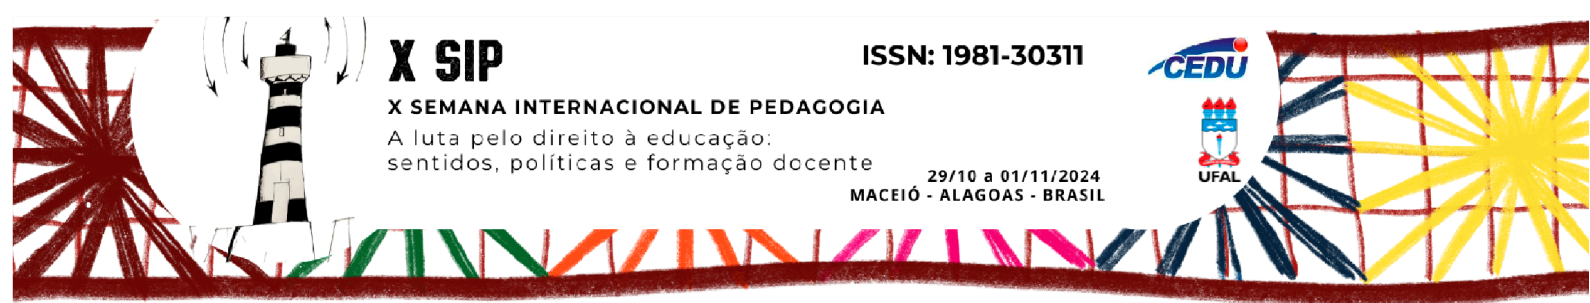 X SIP
ISSN: 1981-30311
CEDU
X SEMANA INTERNACIONAL DE PEDAGOGIA
A luta pelo direito à educação:
sentidos, políticas e formação docente
UFAL
29/10 a 01/11/2024
MACEIÓ - ALAGOAS - BRASIL